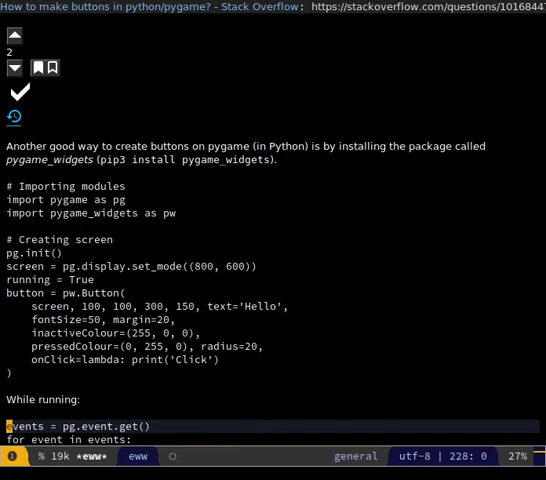 How to make buttons in python/pygame? - Stack Overflow: https://stackoverflow.com/questions/10168447
2
Another good way to create buttons on pygame (in Python) is by installing the package called
pygame_widgets (pip3 install pygame_widgets).
# Importing modules
import pygame as pg
import pygame_widgets as pw
# Creating screen
pg.init()
screen = pg.display.set_mode((800, 600))
running = True
button = pw.Button(
    screen, 100, 100, 300, 150, text='Hello',
    fontSize=50, margin=20,
    inactiveColour=(255, 0, 0),
    pressedColour=(0, 255, 0), radius=20,
    onClick=lambda: print('Click')
)
While running:
events = pg.event.get()
for event in events:
% 19k *eww* eww general utf-8 | 228: 0 27%